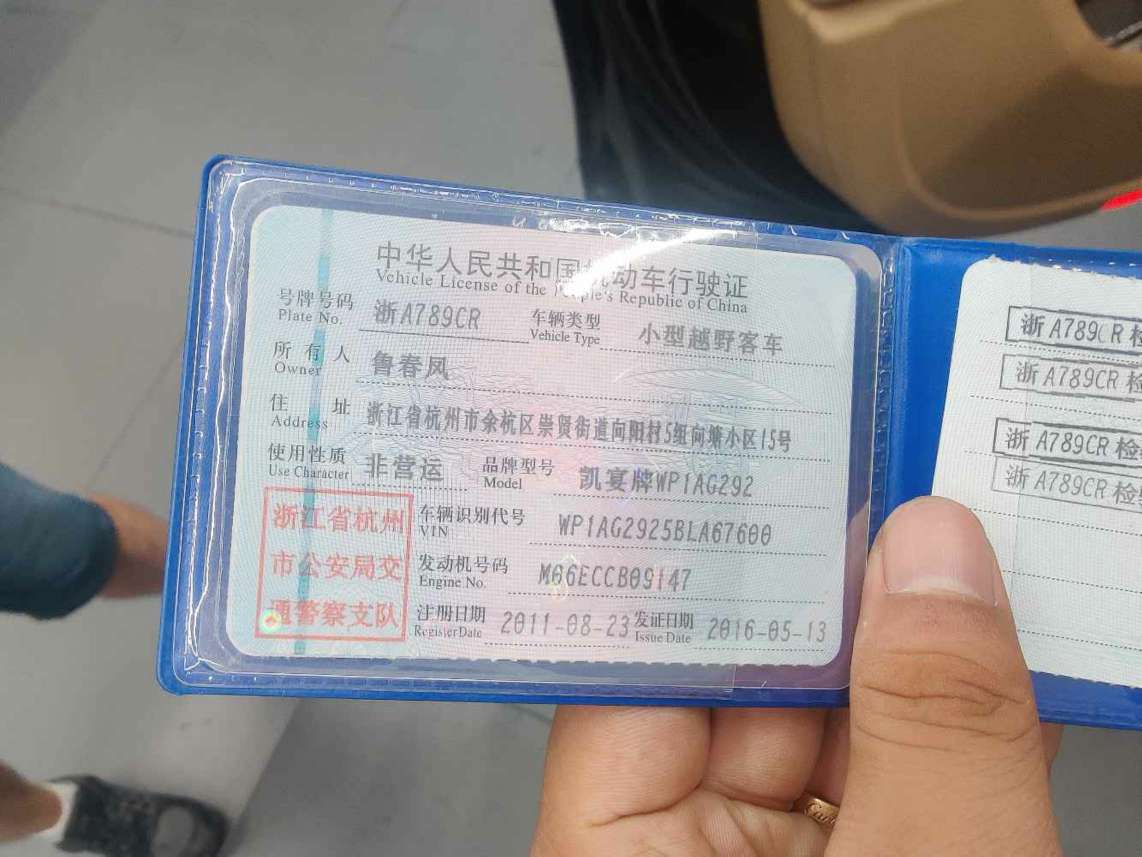 中华人民共和国机动车行驶证
Vehicle License of the People's Republic of China
号牌号码 浙A789CR 车辆类型 小型越野客车
Plate No. Vehicle Type
所有人 鲁春凤
Owner
住址 浙江省杭州市余杭区崇贤街道向阳村5组向塘小区15号
Address
使用性质 非营运 品牌型号 凯宴牌WP1AG292
Use Character Model
浙江省杭州
市公安局交
通警察支队
车辆识别代号 WP1AG2925BLA67600
VIN
发动机号码 M06ECCB09147
Engine No.
注册日期 2011-08-23 发证日期 2016-05-13
Register Date Issue Date
浙A789CR检
浙A789CR检
浙A789CR检
浙A789CR检